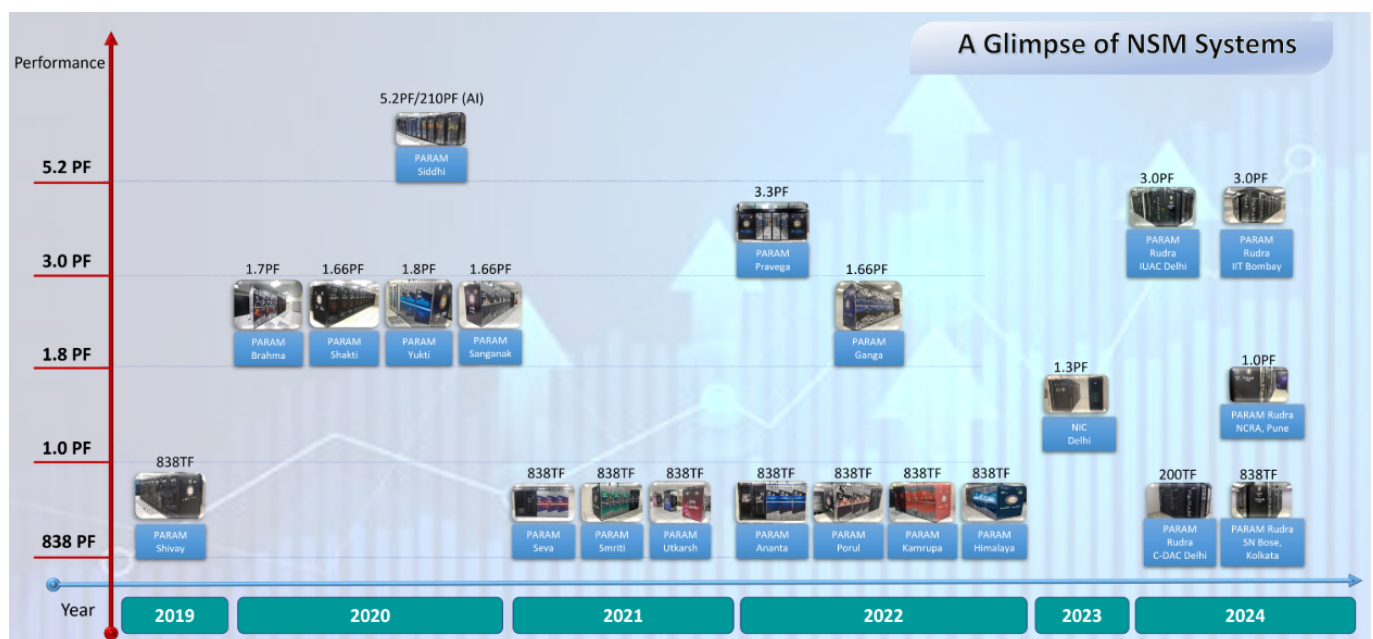 A Glimpse of NSM Systems
Performance
5.2PF/210PF (AI)
PARAM
Siddhi
5.2 PF
3.3PF
PARAM
Pravega
3.0PF
PARAM
Rudra
IUAC Delhi
3.0PF
PARAM
Rudra
IIT Bombay
3.0 PF
1.7PF
PARAM
Brahma
1.66PF
PARAM
Shakti
1.8PF
PARAM
Yukti
1.66PF
PARAM
Sanganak
1.66PF
PARAM
Ganga
1.8 PF
1.3PF
NIC
Delhi
1.0PF
PARAM Rudra
NCRA, Pune
1.0 PF
838TF
PARAM
Shivay
838TF
PARAM
Seva
838TF
PARAM
Smriti
838TF
PARAM
Utkarsh
838TF
PARAM
Ananta
838TF
PARAM
Porul
838TF
PARAM
Kamrupa
838TF
PARAM
Himalaya
200TF
PARAM
Rudra
C-DAC Delhi
838TF
PARAM Rudra
SN Bose,
Kolkata
838 PF
Year
2019
2020
2021
2022
2023
2024